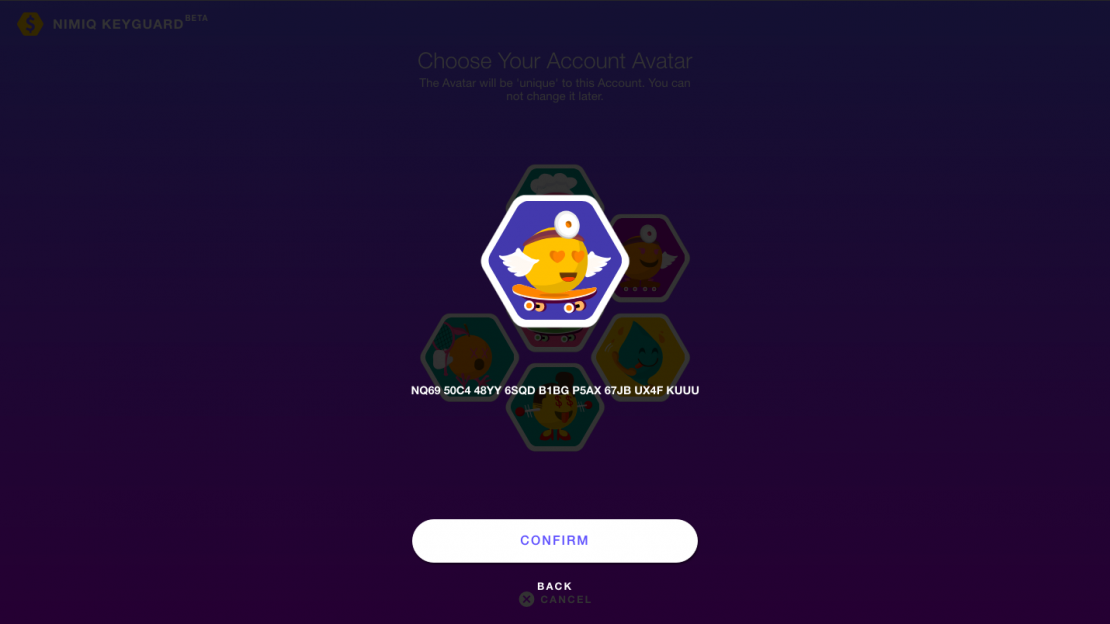 NIMIQ KEYGUARD BETA
Choose Your Account Avatar
The Avatar will be 'unique' to this Account. You can
not change it later.
NQ69 50C4 48YY 6SQD B1BG P5AX 67JB UX4F KUUU
CONFIRM
BACK
CANCEL